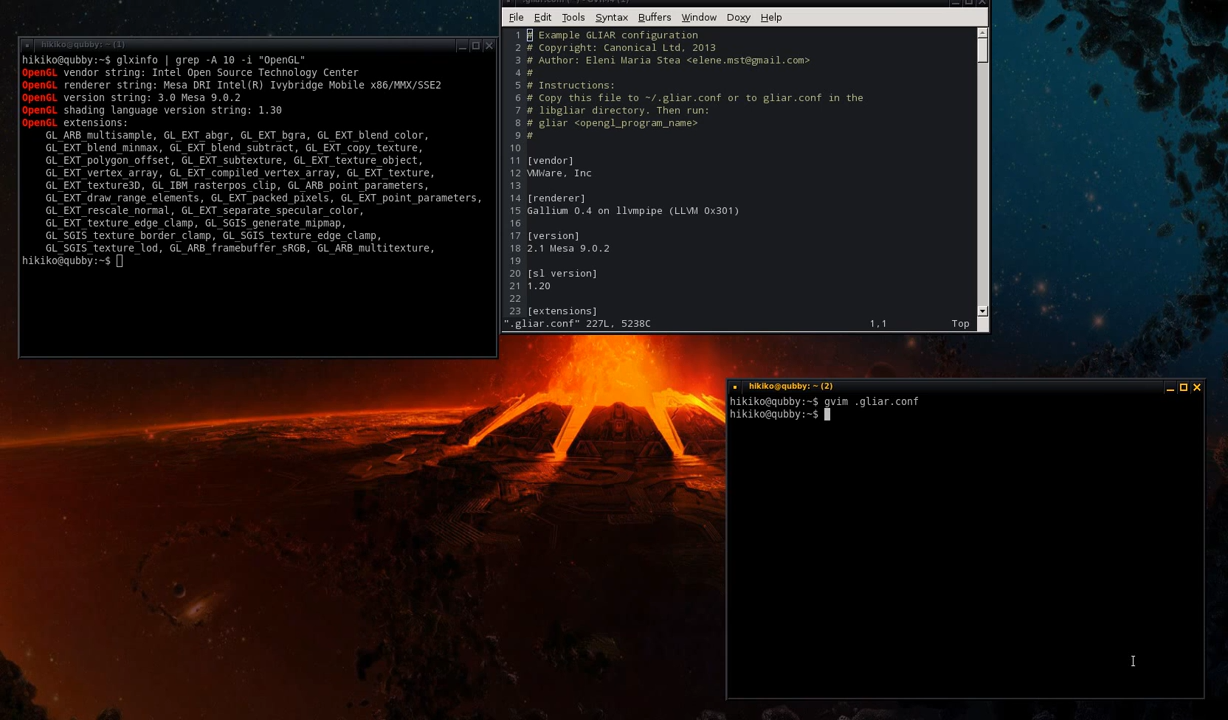 hikiko@qubby: ~ (1)
hikiko@qubby:~$ glxinfo | grep -A 10 -i "OpenGL"
OpenGL vendor string: Intel Open Source Technology Center
OpenGL renderer string: Mesa DRI Intel(R) Ivybridge Mobile x86/MMX/SSE2
OpenGL version string: 3.0 Mesa 9.0.2
OpenGL shading language version string: 1.30
OpenGL extensions:
GL_ARB_multisample, GL_EXT_abgr, GL_EXT_bgra, GL_EXT_blend_color,
GL_EXT_blend_minmax, GL_EXT_blend_subtract, GL_EXT_copy_texture,
GL_EXT_polygon_offset, GL_EXT_subtexture, GL_EXT_texture_object,
GL_EXT_vertex_array, GL_EXT_compiled_vertex_array, GL_EXT_texture,
GL_EXT_texture3D, GL_IBM_rasterpos_clip, GL_ARB_point_parameters,
GL_EXT_draw_range_elements, GL_EXT_packed_pixels, GL_EXT_point_parameters,
GL_EXT_rescale_normal, GL_EXT_separate_specular_color,
GL_EXT_texture_edge_clamp, GL_SGIS_generate_mipmap,
GL_SGIS_texture_border_clamp, GL_SGIS_texture_edge_clamp,
GL_SGIS_texture_lod, GL_ARB_framebuffer_sRGB, GL_ARB_multitexture,
hikiko@qubby:~$
File Edit Tools Syntax Buffers Window Doxy Help
1 # Example GLIAR configuration
2 # Copyright: Canonical Ltd, 2013
3 # Author: Eleni Maria Stea <elene.mst@gmail.com>
4 #
5 # Instructions:
6 # Copy this file to ~/.gliar.conf or to gliar.conf in the
7 # libgliar directory. Then run:
8 # gliar <opengl_program_name>
9 #
10
11 [vendor]
12 VMWare, Inc
13
14 [renderer]
15 Gallium 0.4 on llvmpipe (LLVM 0x301)
16
17 [version]
18 2.1 Mesa 9.0.2
19
20 [sl version]
21 1.20
22
23 [extensions]
".gliar.conf" 227L, 5238C 1,1 Top
hikiko@qubby: ~ (2)
hikiko@qubby:~$ gvim .gliar.conf
hikiko@qubby:~$